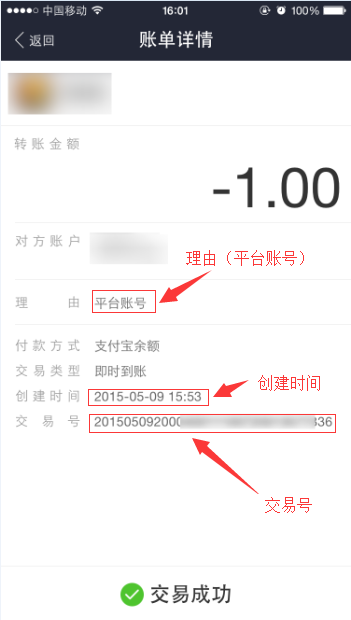 中国移动 16:01 100%
返回 账单详情
转账金额
-1.00
对方账户
理由（平台账号）
理由 平台账号
付款方式 支付宝余额
交易类型 即时到账
创建时间
创建时间 2015-05-09 15:53
交易号 201505092000 836
交易号
交易成功